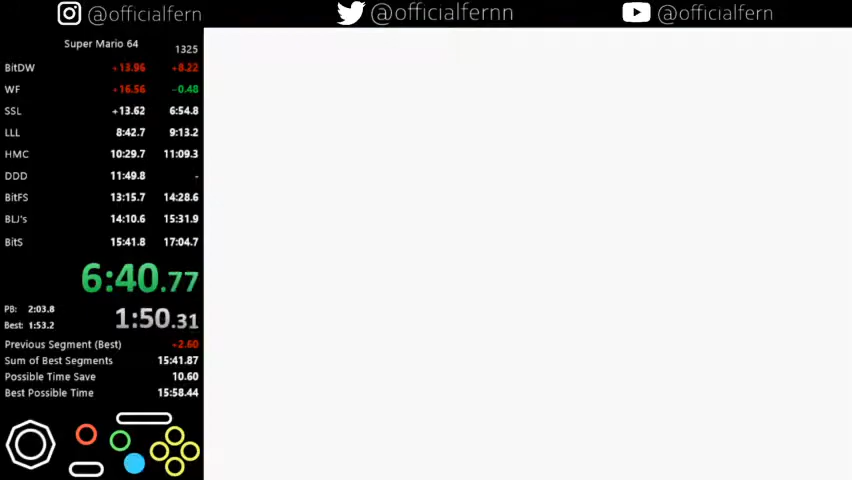 @officialfern @officialfernn @officialfern
Super Mario 64 1325
BitDW +13.96 +8.22
WF +16.56 -0.48
SSL +13.62 6:54.8
LLL 8:42.7 9:13.2
HMC 10:29.7 11:09.3
DDD 11:49.8 -
BitFS 13:15.7 14:28.6
BLJ's 14:10.6 15:31.9
BitS 15:41.8 17:04.7
6:40.77
PB: 2:03.8
Best: 1:53.2
1:50.31
Previous Segment (Best) +2.60
Sum of Best Segments 15:41.87
Possible Time Save 10.60
Best Possible Time 15:58.44